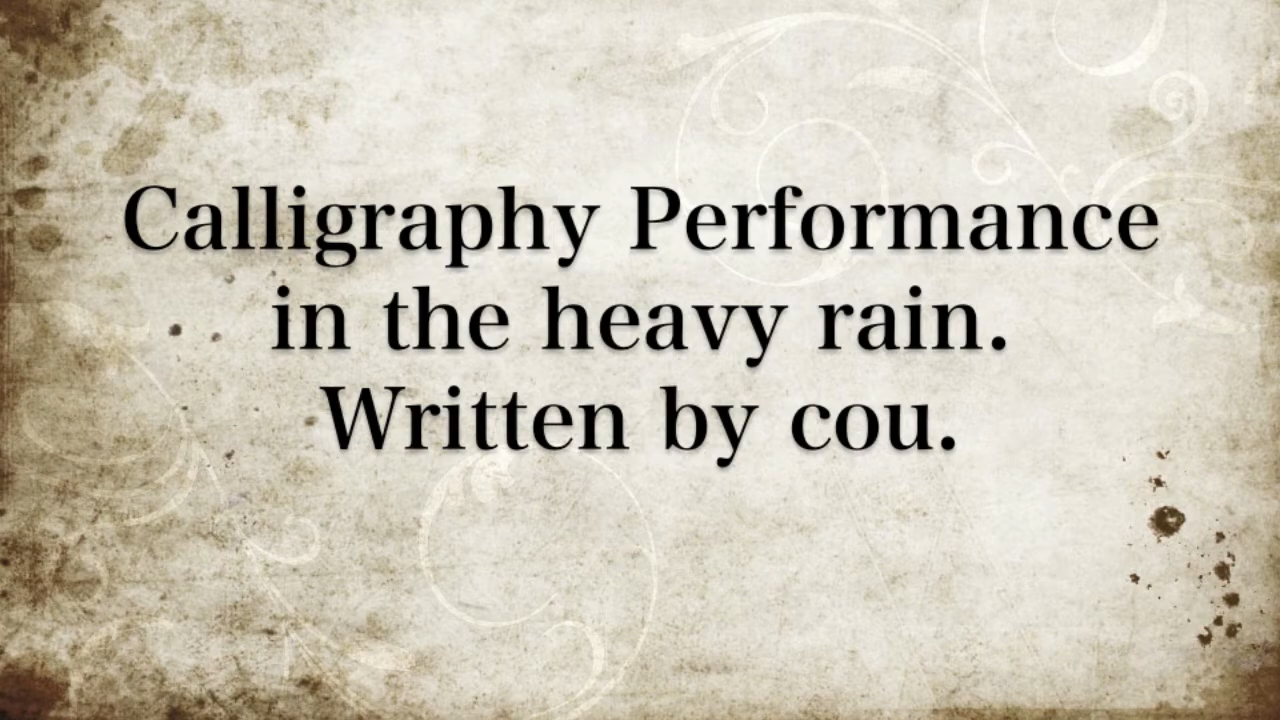 Calligraphy Performance
in the heavy rain.
Written by cou.